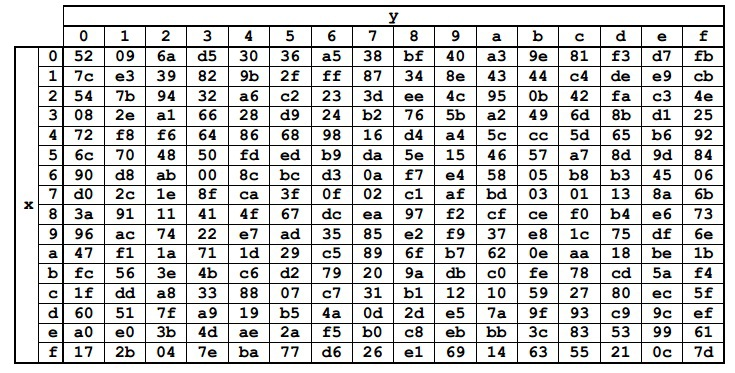 y
0 1 2 3 4 5 6 7 8 9 a b c d e f
0 52 09 6a d5 30 36 a5 38 bf 40 a3 9e 81 f3 d7 fb
1 7c e3 39 82 9b 2f ff 87 34 8e 43 44 c4 de e9 cb
2 54 7b 94 32 a6 c2 23 3d ee 4c 95 0b 42 fa c3 4e
3 08 2e a1 66 28 d9 24 b2 76 5b a2 49 6d 8b d1 25
4 72 f8 f6 64 86 68 98 16 d4 a4 5c cc 5d 65 b6 92
5 6c 70 48 50 fd ed b9 da 5e 15 46 57 a7 8d 9d 84
6 90 d8 ab 00 8c bc d3 0a f7 e4 58 05 b8 b3 45 06
7 d0 2c 1e 8f ca 3f 0f 02 c1 af bd 03 01 13 8a 6b
x 8 3a 91 11 41 4f 67 dc ea 97 f2 cf ce f0 b4 e6 73
9 96 ac 74 22 e7 ad 35 85 e2 f9 37 e8 1c 75 df 6e
a 47 f1 1a 71 1d 29 c5 89 6f b7 62 0e aa 18 be 1b
b fc 56 3e 4b c6 d2 79 20 9a db c0 fe 78 cd 5a f4
c 1f dd a8 33 88 07 c7 31 b1 12 10 59 27 80 ec 5f
d 60 51 7f a9 19 b5 4a 0d 2d e5 7a 9f 93 c9 9c ef
e a0 e0 3b 4d ae 2a f5 b0 c8 eb bb 3c 83 53 99 61
f 17 2b 04 7e ba 77 d6 26 e1 69 14 63 55 21 0c 7d